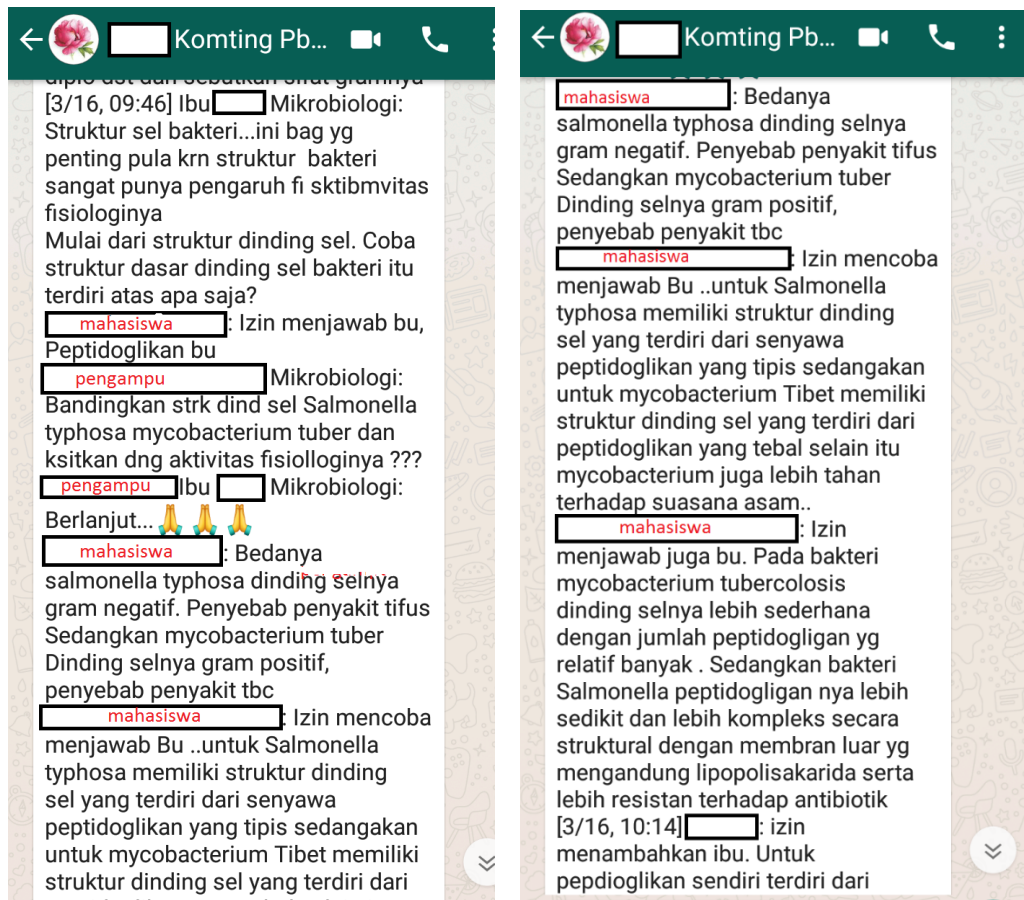 Komting Pb...
diplo dst dan sebutkan sifat gramnya
[3/16, 09:46] Ibu Mikrobiologi:
Struktur sel bakteri...ini bag yg
penting pula krn struktur bakteri
sangat punya pengaruh fi sktibmvitas
fisiologinya
Mulai dari struktur dinding sel. Coba
struktur dasar dinding sel bakteri itu
terdiri atas apa saja?
mahasiswa : Izin menjawab bu,
Peptidoglikan bu
pengampu Mikrobiologi:
Bandingkan strk dind sel Salmonella
typhosa mycobacterium tuber dan
ksitkan dng aktivitas fisiolloginya ???
pengampu Ibu Mikrobiologi:
Berlanjut...🙏🙏🙏
mahasiswa : Bedanya
salmonella typhosa dinding selnya
gram negatif. Penyebab penyakit tifus
Sedangkan mycobacterium tuber
Dinding selnya gram positif,
penyebab penyakit tbc
mahasiswa : Izin mencoba
menjawab Bu ..untuk Salmonella
typhosa memiliki struktur dinding
sel yang terdiri dari senyawa
peptidoglikan yang tipis sedangakan
untuk mycobacterium Tibet memiliki
struktur dinding sel yang terdiri dari
Komting Pb...
mahasiswa : Bedanya
salmonella typhosa dinding selnya
gram negatif. Penyebab penyakit tifus
Sedangkan mycobacterium tuber
Dinding selnya gram positif,
penyebab penyakit tbc
mahasiswa : Izin mencoba
menjawab Bu ..untuk Salmonella
typhosa memiliki struktur dinding
sel yang terdiri dari senyawa
peptidoglikan yang tipis sedangakan
untuk mycobacterium Tibet memiliki
struktur dinding sel yang terdiri dari
peptidoglikan yang tebal selain itu
mycobacterium juga lebih tahan
terhadap suasana asam..
mahasiswa : Izin
menjawab juga bu. Pada bakteri
mycobacterium tubercolosis
dinding selnya lebih sederhana
dengan jumlah peptidogligan yg
relatif banyak . Sedangkan bakteri
Salmonella peptidogligan nya lebih
sedikit dan lebih kompleks secara
struktural dengan membran luar yg
mengandung lipopolisakarida serta
lebih resistan terhadap antibiotik
[3/16, 10:14] : izin
menambahkan ibu. Untuk
pepdioglikan sendiri terdiri dari